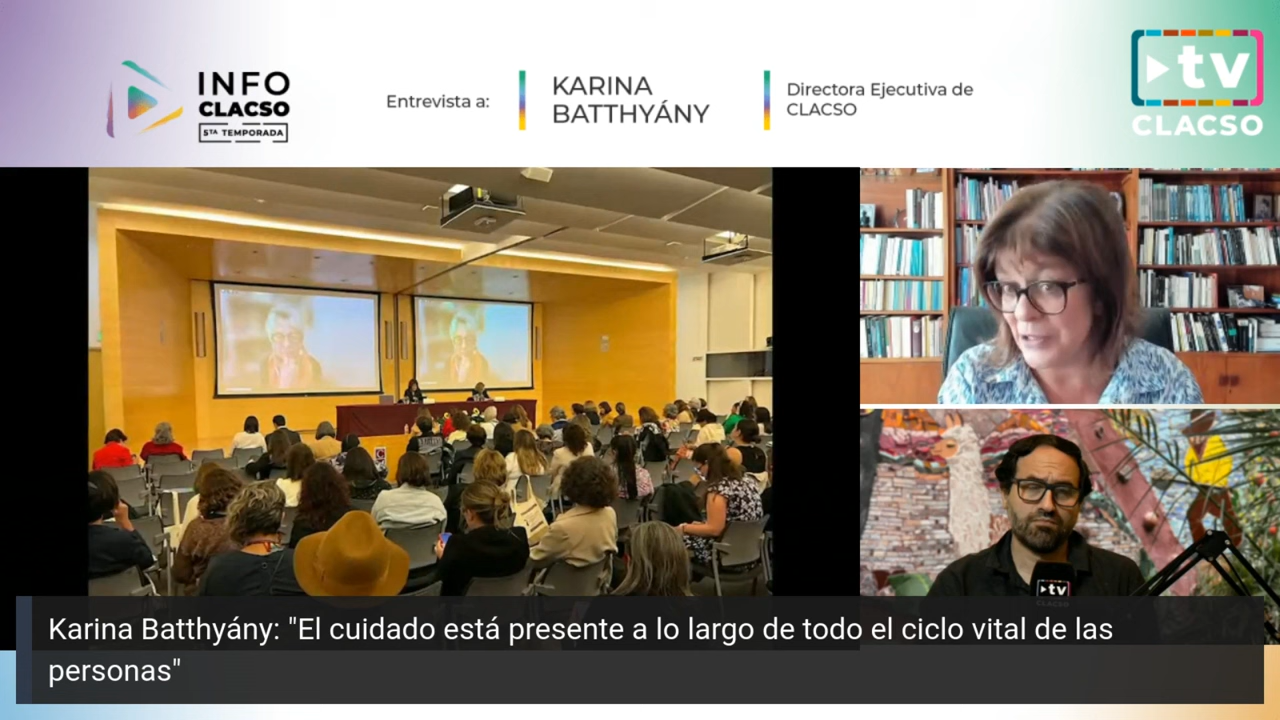 INFO
CLACSO
5TA TEMPORADA
Entrevista a:
KARINA
BATTHYÁNY
Directora Ejecutiva de
CLACSO
tv
CLACSO
tv
Karina Batthyány: "El cuidado está presente a lo largo de todo el ciclo vital de las
personas"